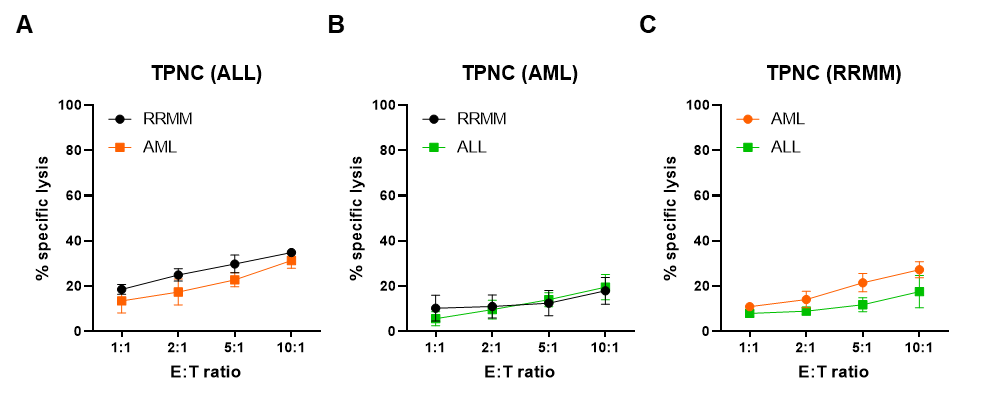 A
B
C
TPNC (ALL)
TPNC (AML)
TPNC (RRMM)
% specific lysis
100
80
60
40
20
0
RRMM
AML
1:1
2:1
5:1
10:1
E:T ratio
% specific lysis
100
80
60
40
20
0
RRMM
ALL
1:1
2:1
5:1
10:1
E:T ratio
% specific lysis
100
80
60
40
20
0
AML
ALL
1:1
2:1
5:1
10:1
E:T ratio